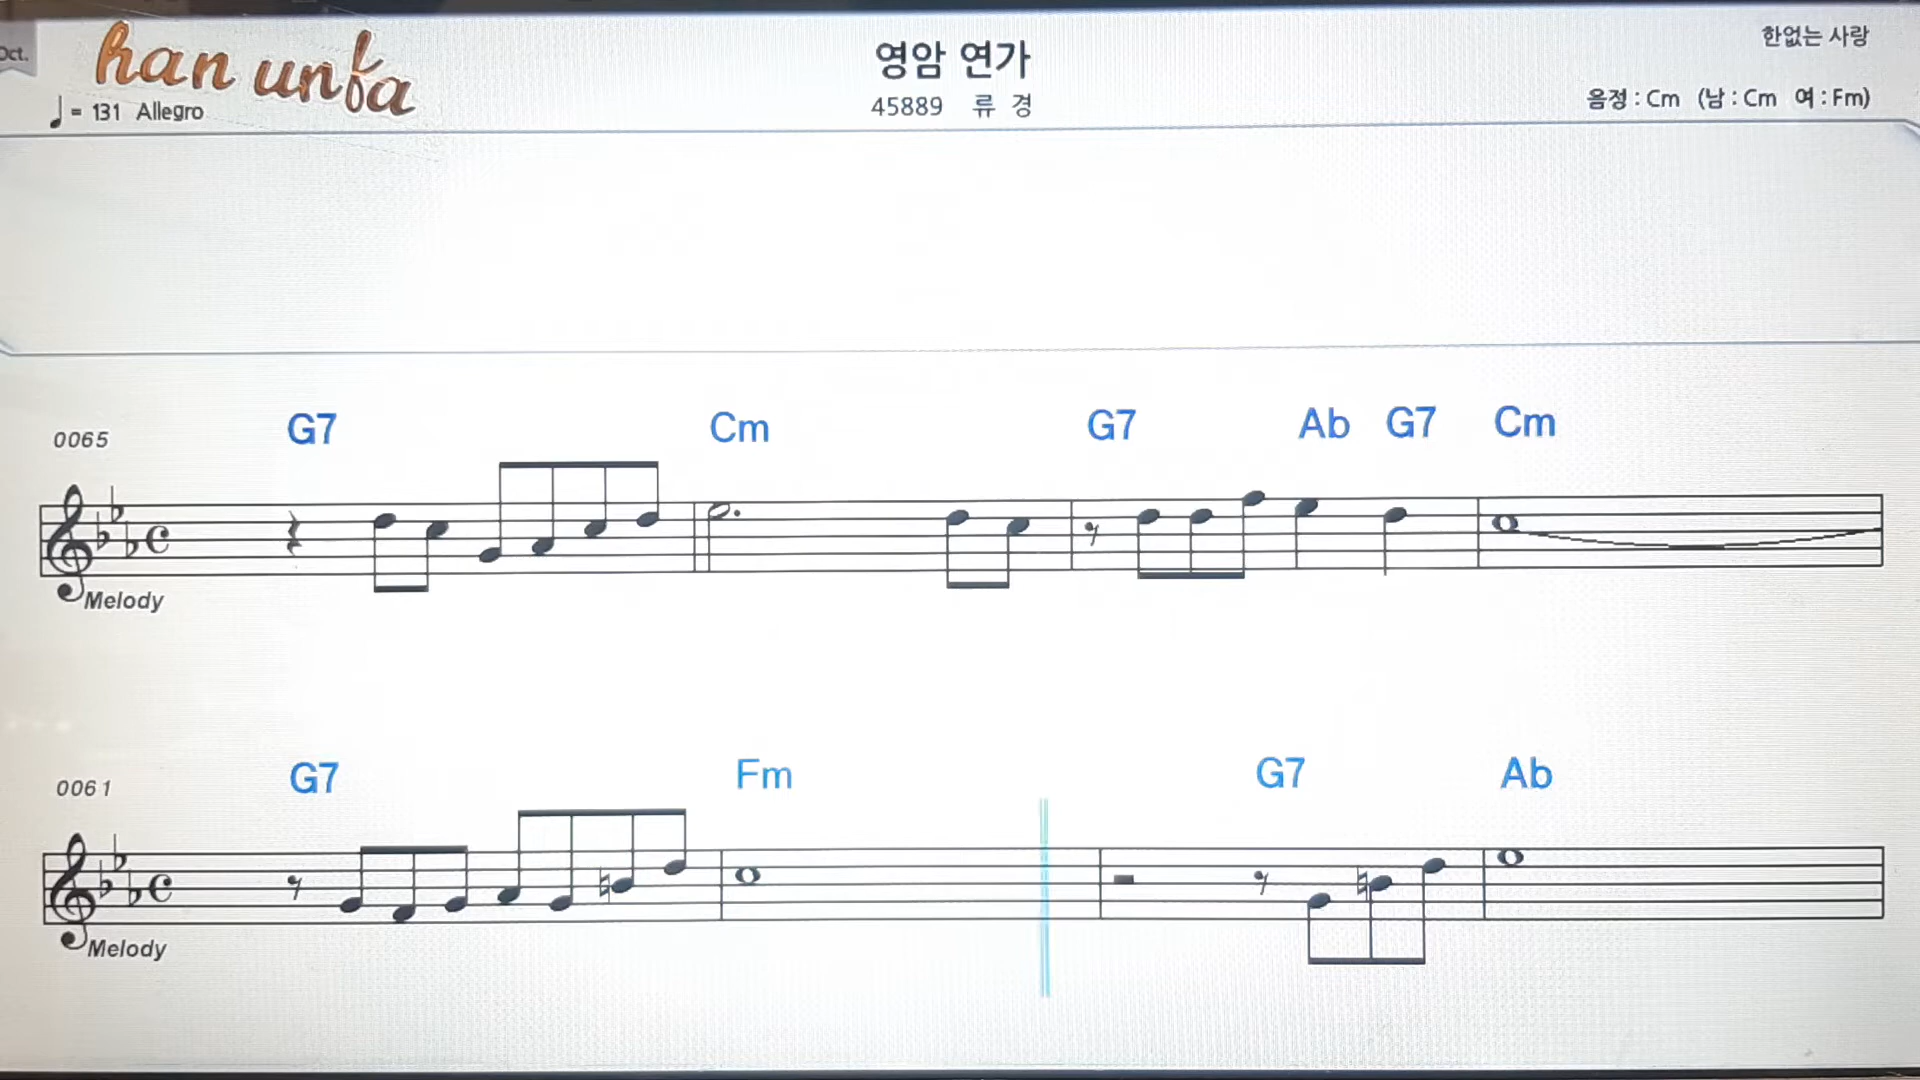 Oct.
han unfa
♩ = 131 Allegro
영암 연가
45889 류 경
한없는 사랑
음정 : Cm (남 : Cm 여 : Fm)
0065 G7 Cm G7 Ab G7 Cm
Melody
0061 G7 Fm G7 Ab
Melody